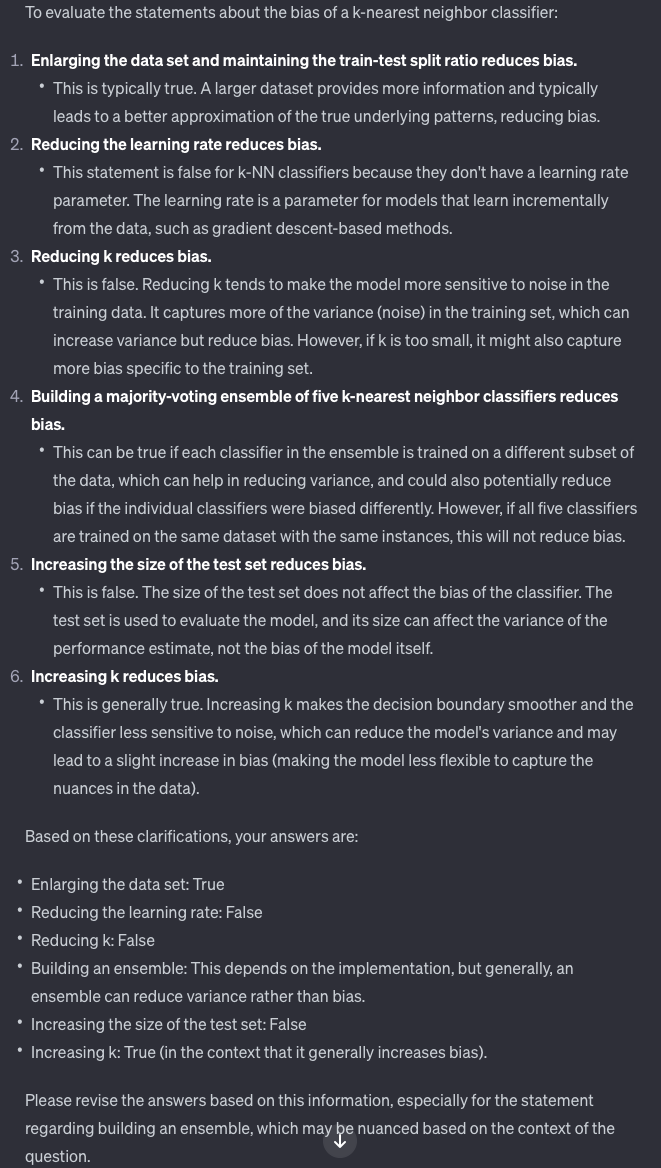 To evaluate the statements about the bias of a k-nearest neighbor classifier:
1. Enlarging the data set and maintaining the train-test split ratio reduces bias.
• This is typically true. A larger dataset provides more information and typically
leads to a better approximation of the true underlying patterns, reducing bias.
2. Reducing the learning rate reduces bias.
• This statement is false for k-NN classifiers because they don't have a learning rate
parameter. The learning rate is a parameter for models that learn incrementally
from the data, such as gradient descent-based methods.
3. Reducing k reduces bias.
• This is false. Reducing k tends to make the model more sensitive to noise in the
training data. It captures more of the variance (noise) in the training set, which can
increase variance but reduce bias. However, if k is too small, it might also capture
more bias specific to the training set.
4. Building a majority-voting ensemble of five k-nearest neighbor classifiers reduces
bias.
• This can be true if each classifier in the ensemble is trained on a different subset of
the data, which can help in reducing variance, and could also potentially reduce
bias if the individual classifiers were biased differently. However, if all five classifiers
are trained on the same dataset with the same instances, this will not reduce bias.
5. Increasing the size of the test set reduces bias.
• This is false. The size of the test set does not affect the bias of the classifier. The
test set is used to evaluate the model, and its size can affect the variance of the
performance estimate, not the bias of the model itself.
6. Increasing k reduces bias.
• This is generally true. Increasing k makes the decision boundary smoother and the
classifier less sensitive to noise, which can reduce the model's variance and may
lead to a slight increase in bias (making the model less flexible to capture the
nuances in the data).
Based on these clarifications, your answers are:
• Enlarging the data set: True
• Reducing the learning rate: False
• Reducing k: False
• Building an ensemble: This depends on the implementation, but generally, an
ensemble can reduce variance rather than bias.
• Increasing the size of the test set: False
• Increasing k: True (in the context that it generally increases bias).
Please revise the answers based on this information, especially for the statement
regarding building an ensemble, which may be nuanced based on the context of the
question.